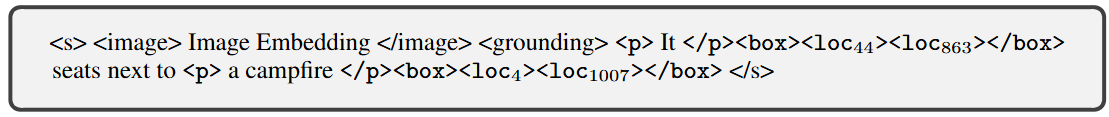 <s> <image> Image Embedding </image> <grounding> <p> It </p><box><loc44><loc863></box>
seats next to <p> a campfire </p><box><loc4><loc1007></box> </s>